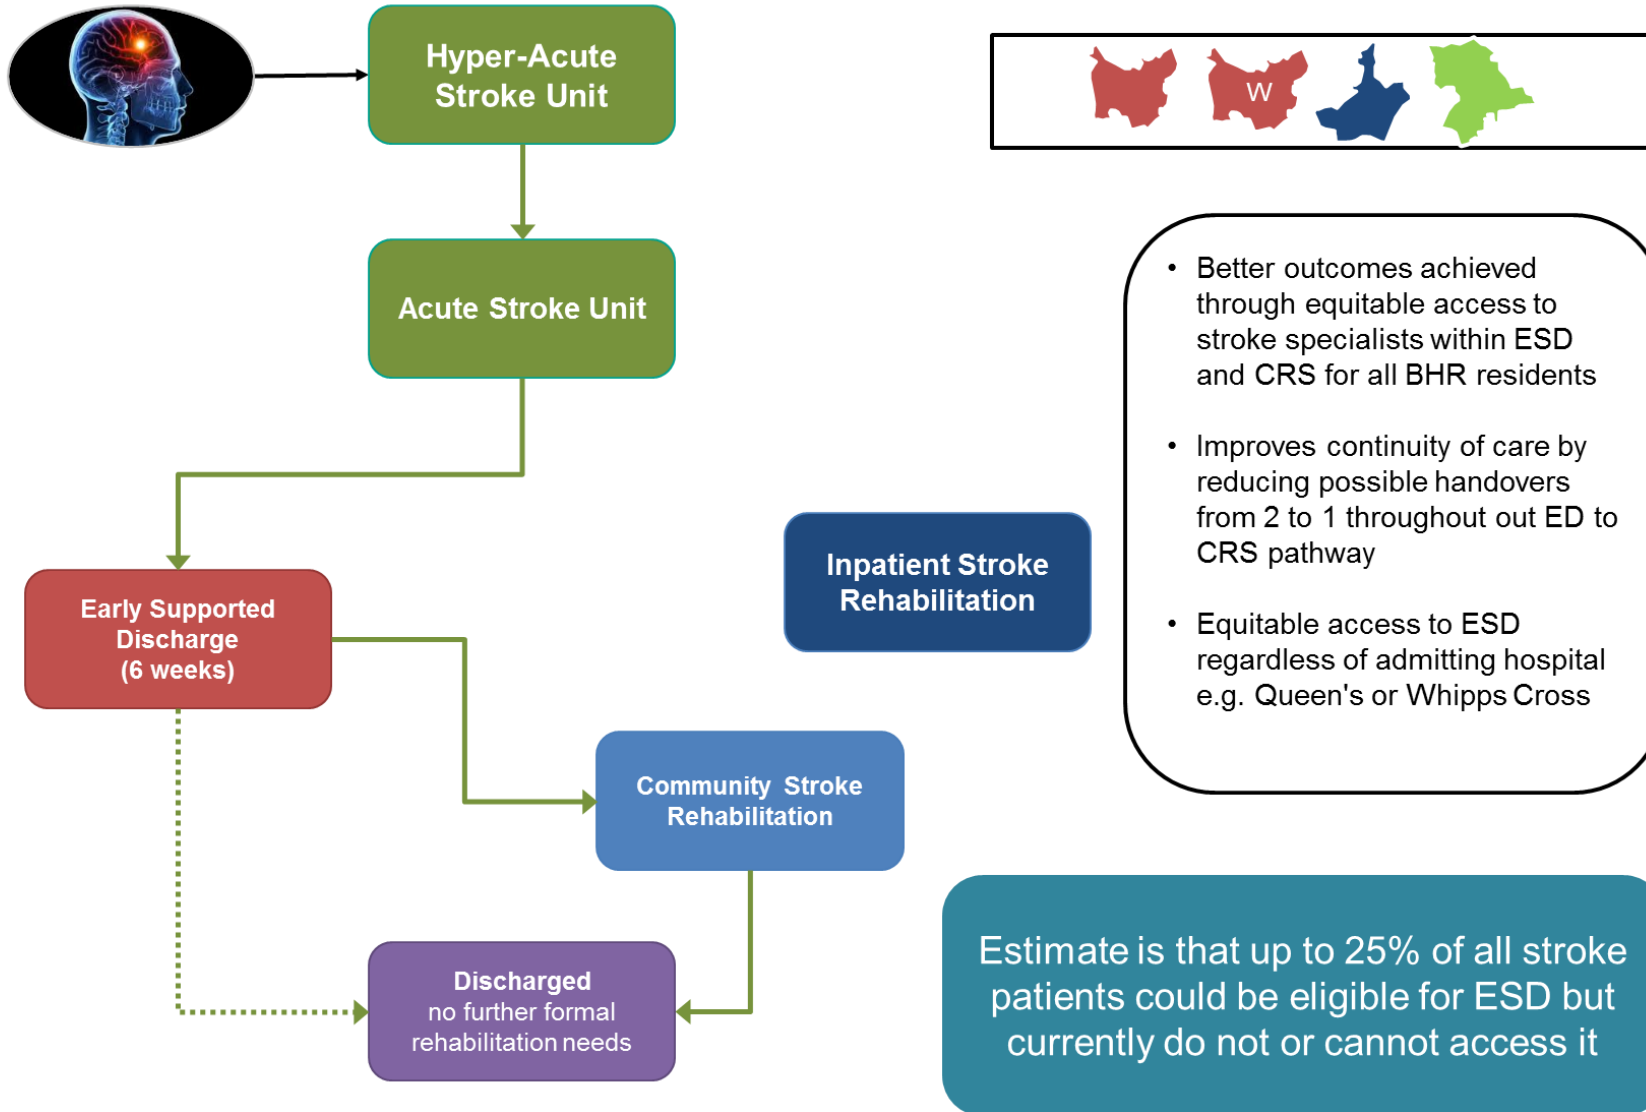 Hyper-Acute
Stroke Unit
W
Acute Stroke Unit
• Better outcomes achieved
through equitable access to
stroke specialists within ESD
and CRS for all BHR residents
• Improves continuity of care by
reducing possible handovers
from 2 to 1 throughout out ED to
CRS pathway
• Equitable access to ESD
regardless of admitting hospital
e.g. Queen's or Whipps Cross
Inpatient Stroke
Rehabilitation
Early Supported
Discharge
(6 weeks)
Community Stroke
Rehabilitation
Discharged
no further formal
rehabilitation needs
Estimate is that up to 25% of all stroke
patients could be eligible for ESD but
currently do not or cannot access it